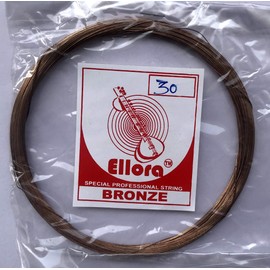 30
Ellora TM
SPECIAL PROFESSIONAL STRING
BRONZE